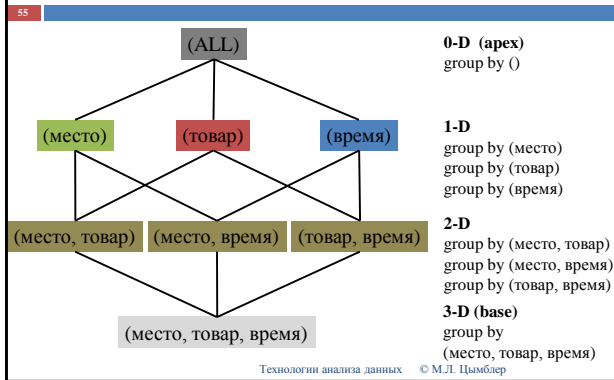 55
(ALL)
0-D (apex)
group by ()
(место) (товар) (время)
1-D
group by (место)
group by (товар)
group by (время)
(место, товар) (место, время) (товар, время)
2-D
group by (место, товар)
group by (место, время)
group by (товар, время)
(место, товар, время)
3-D (base)
group by
(место, товар, время)
Технологии анализа данных © М.Л. Цымблер